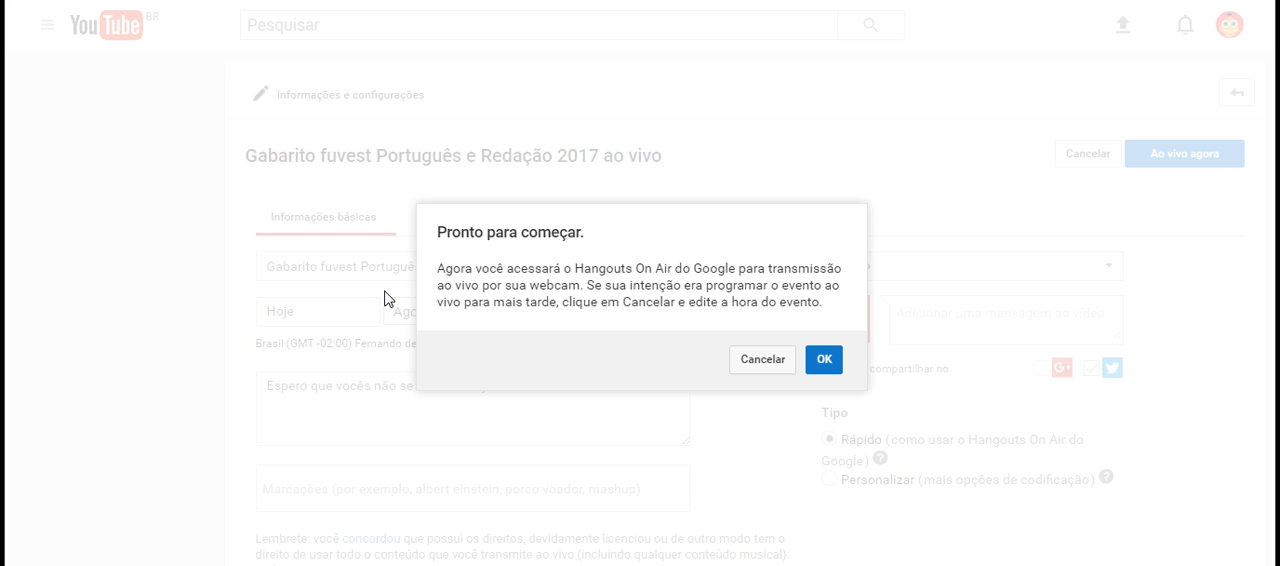 YouTube BR
Pesquisar
Informações e configurações
Gabarito fuvest Português e Redação 2017 ao vivo
Cancelar
Ao vivo agora
Informações básicas
Pronto para começar.
Agora você acessará o Hangouts On Air do Google para transmissão
ao vivo por sua webcam. Se sua intenção era programar o evento ao
vivo para mais tarde, clique em Cancelar e edite a hora do evento.
Cancelar
OK
Gabarito fuvest Português
Hoje
Ago
Adicionar uma mensagem ao vídeo
Brasil (GMT -02:00) Fernando de
compartilhar no
G+
Espero que vocês não se
Tipo
Rápido (como usar o Hangouts On Air do
Google) ?
Personalizar (mais opções de codificação) ?
Marcações (por exemplo, albert einstein, porco voador, mashup)
Lembrete: você concordou que possui os direitos, devidamente licenciou ou de outro modo tem o
direito de usar todo o conteúdo que você transmite ao vivo (incluindo qualquer conteúdo musical).